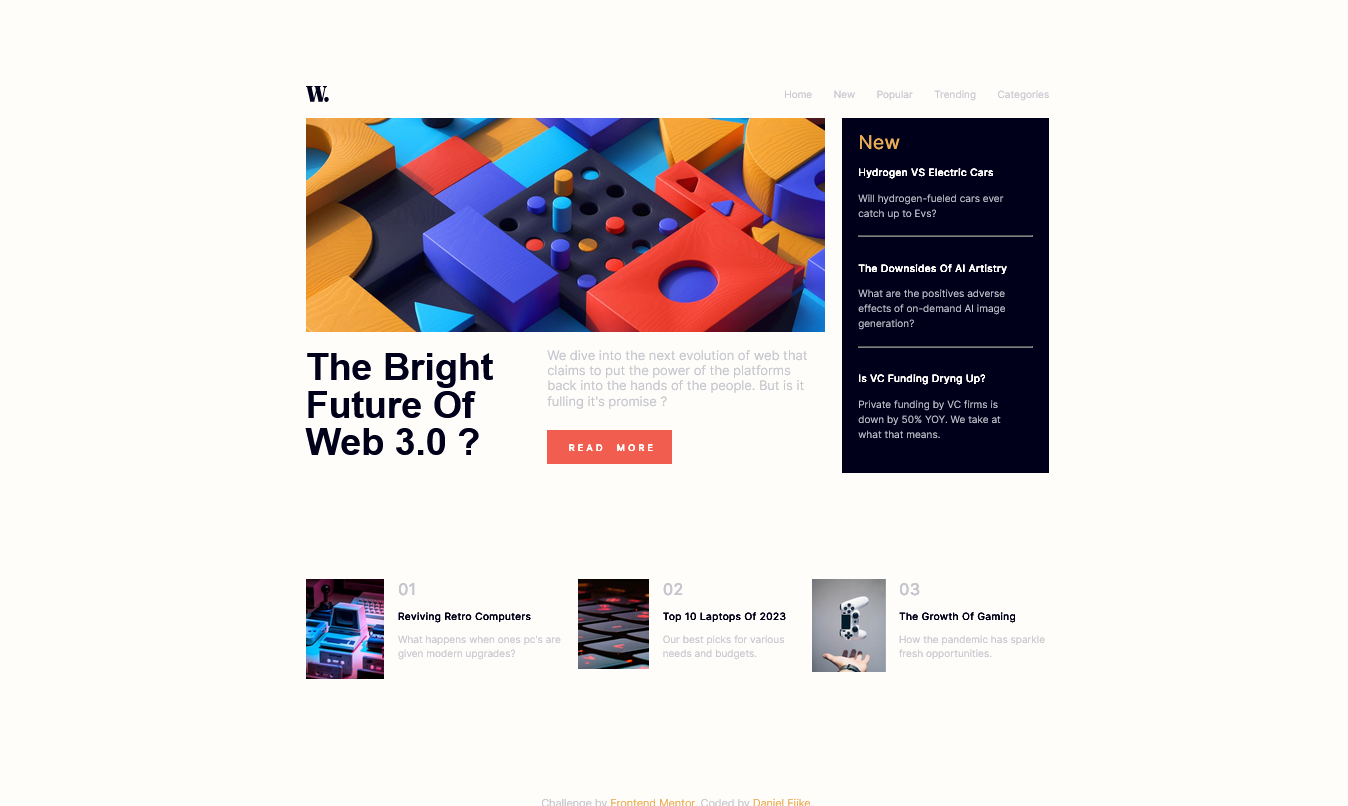 W.
Home New Popular Trending Categories
New
Hydrogen VS Electric Cars
Will hydrogen-fueled cars ever
catch up to Evs?
The Downsides Of AI Artistry
What are the positives adverse
effects of on-demand AI image
generation?
Is VC Funding Dryng Up?
Private funding by VC firms is
down by 50% YOY. We take at
what that means.
The Bright
Future Of
Web 3.0 ?
We dive into the next evolution of web that
claims to put the power of the platforms
back into the hands of the people. But is it
fulling it's promise ?
READ MORE
01
Reviving Retro Computers
What happens when ones pc's are
given modern upgrades?
02
Top 10 Laptops Of 2023
Our best picks for various
needs and budgets.
03
The Growth Of Gaming
How the pandemic has sparkle
fresh opportunities.
Challenge by Frontend Mentor. Coded by Daniel Ejike.